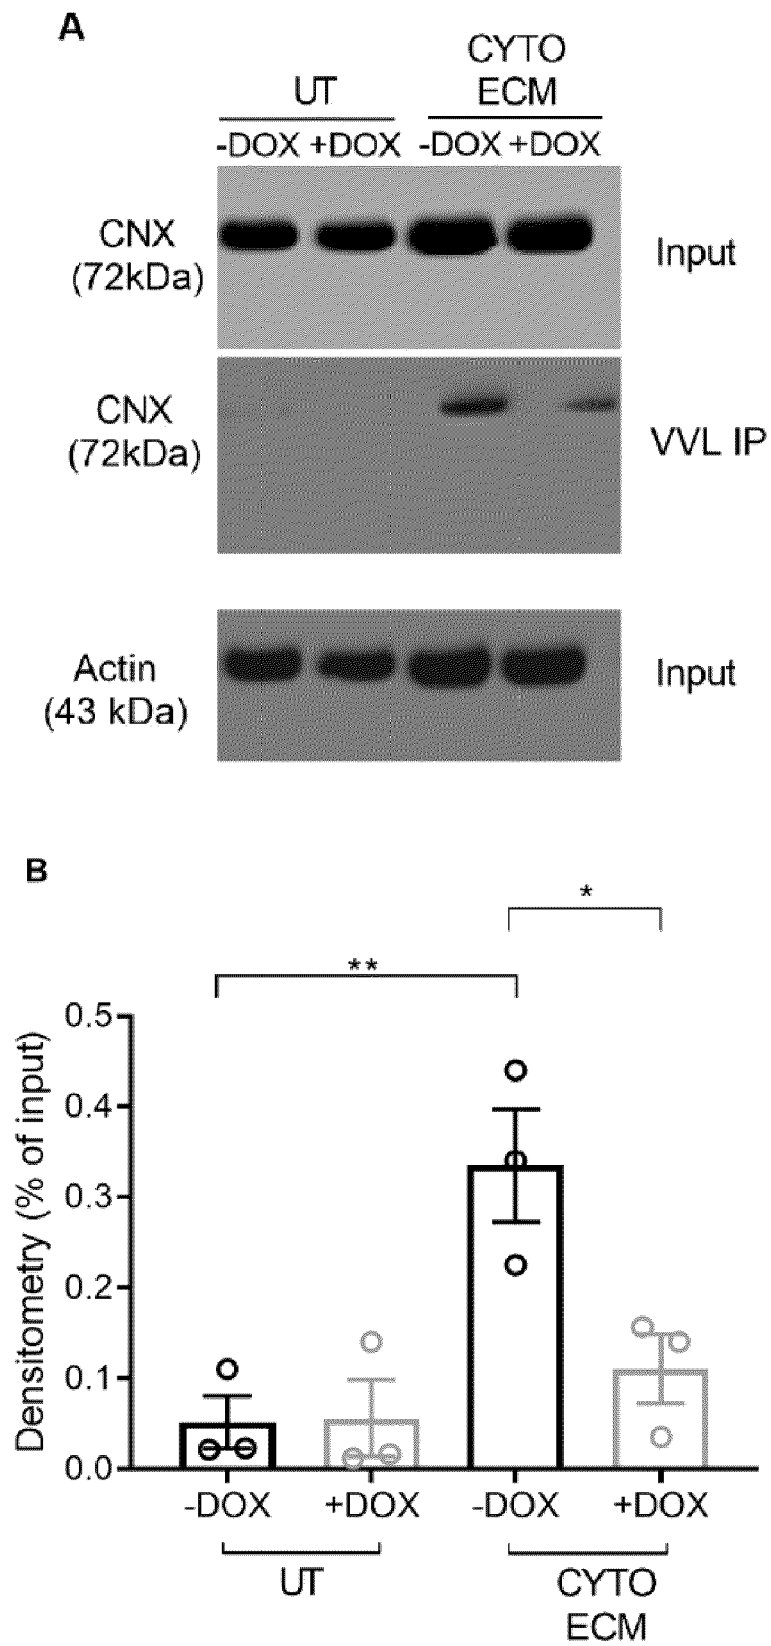 A
UT
CYTO
ECM
-DOX +DOX -DOX +DOX
CNX
(72kDa)
Input
CNX
(72kDa)
VVL IP
Actin
(43 kDa)
Input
B
*
**
Densitometry (% of input)
0.5
0.4
0.3
0.2
0.1
0.0
-DOX +DOX -DOX +DOX
UT
CYTO
ECM